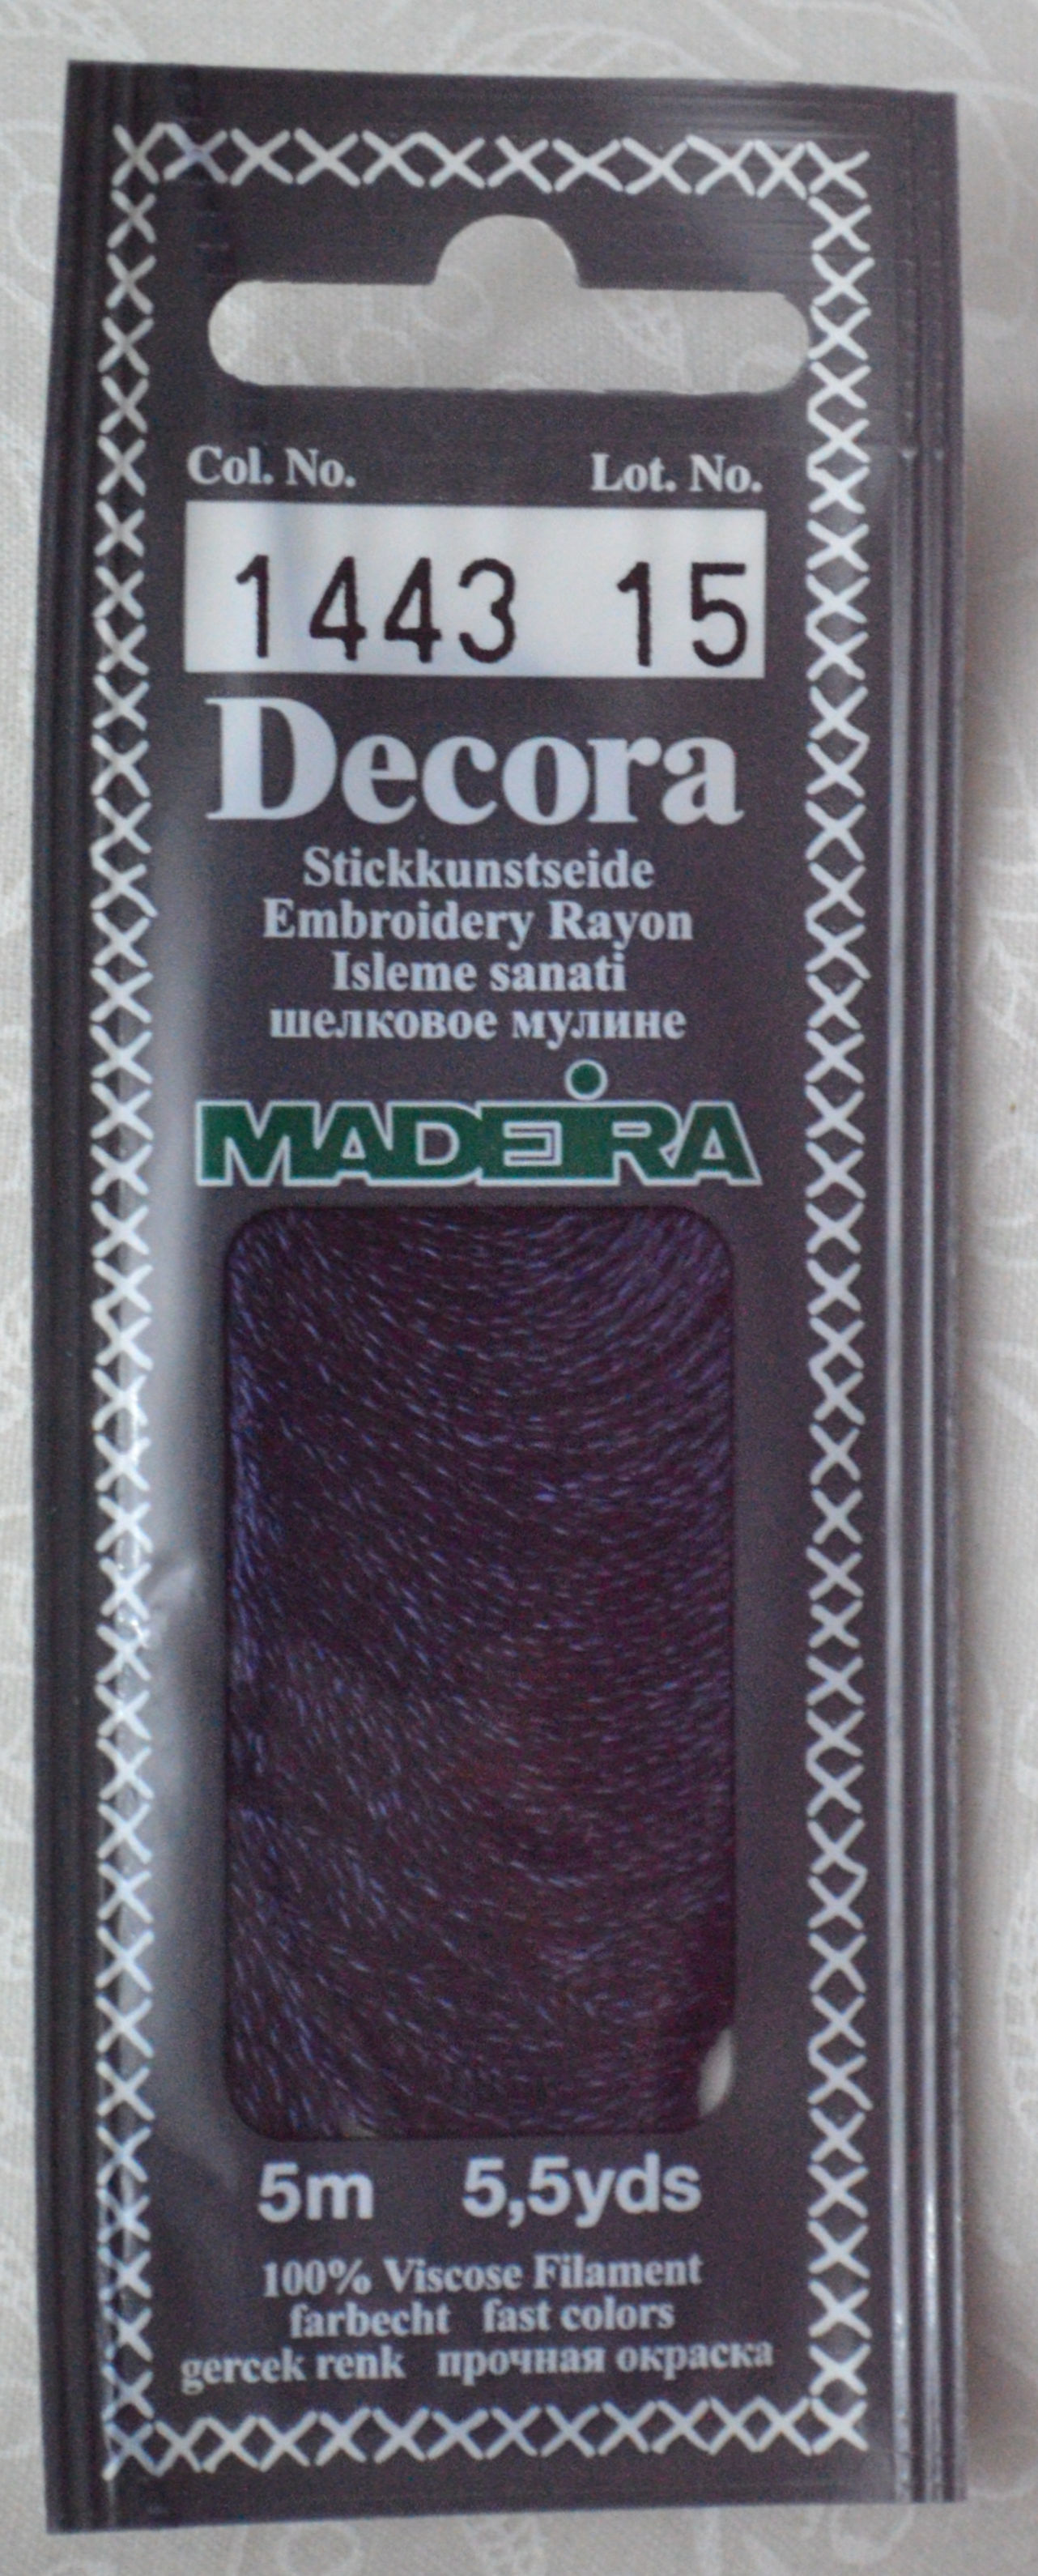 Col. No. Lot. No.
1443 15
Decora
Stickkunstseide
Embroidery Rayon
Isleme sanati
шелковое мулине
MADEIRA
5m 5,5yds
100% Viscose Filament
farbecht fast colors
gercek renk прочная окраска